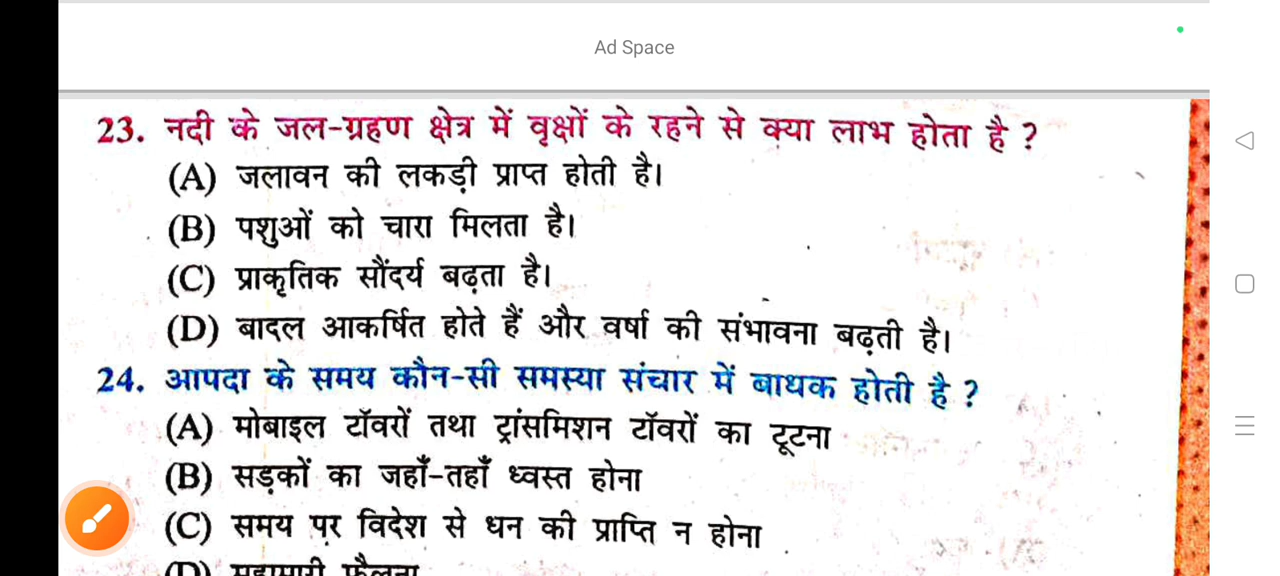 Ad Space
23. नदी के जल-ग्रहण क्षेत्र में वृक्षों के रहने से क्या लाभ होता है ?
(A) जलावन की लकड़ी प्राप्त होती है।
(B) पशुओं को चारा मिलता है।
(C) प्राकृतिक सौंदर्य बढ़ता है।
(D) बादल आकर्षित होते हैं और वर्षा की संभावना बढ़ती है।
24. आपदा के समय कौन-सी समस्या संचार में बाधक होती है ?
(A) मोबाइल टॉवरों तथा ट्रांसमिशन टॉवरों का टूटना
(B) सड़कों का जहाँ-तहाँ ध्वस्त होना
(C) समय पर विदेश से धन की प्राप्ति न होना
(D) महामारी फैलना